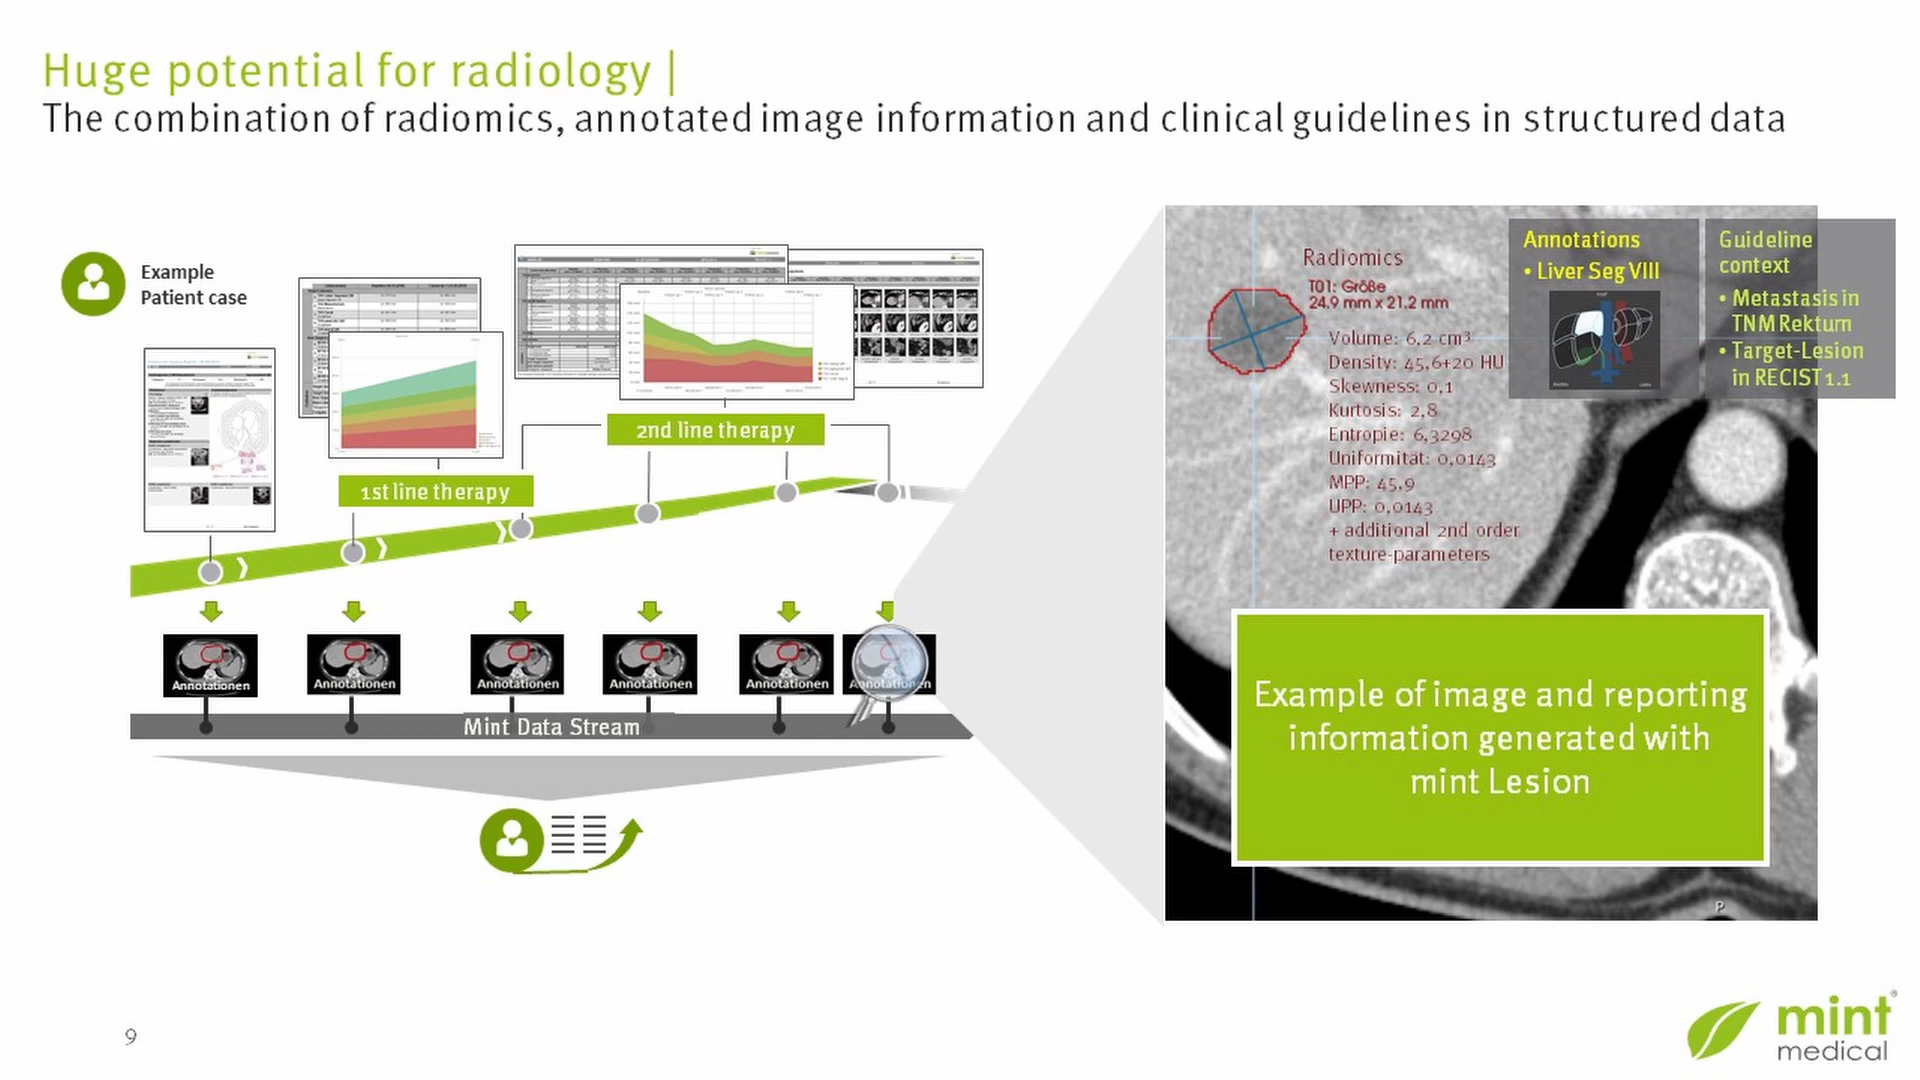 Huge potential for radiology |
The combination of radiomics, annotated image information and clinical guidelines in structured data
Example
Patient case
1st line therapy
2nd line therapy
Annotationen
Annotationen
Annotationen
Annotationen
Annotationen
Annotationen
Mint Data Stream
Radiomics
T01: Größe
24.9 mm x 21.2 mm
Volume: 6,2 cm³
Density: 45,6+20 HU
Skewness: 0,1
Kurtosis: 2,8
Entropie: 6,3298
Uniformität: 0,0143
MPP: 45,9
UPP: 0,0143
+ additional 2nd order
texture-parameters
Annotations
• Liver Seg VIII
Guideline
context
• Metastasis in
TNM Rektum
• Target-Lesion
in RECIST 1.1
Example of image and reporting
information generated with
mint Lesion
P
9
mint®
medical